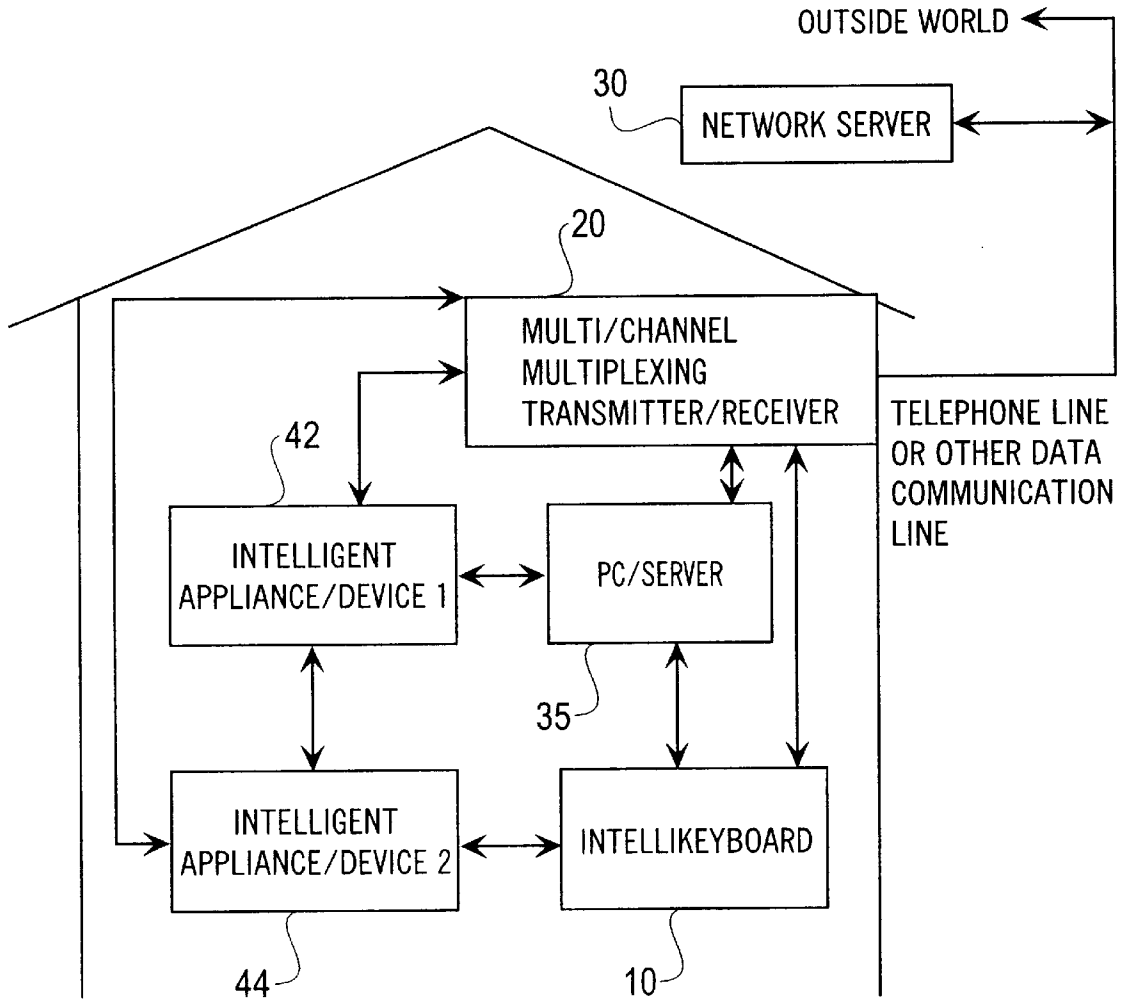 OUTSIDE WORLD
30
NETWORK SERVER
20
MULTI/CHANNEL
MULTIPLEXING
TRANSMITTER/RECEIVER
TELEPHONE LINE
OR OTHER DATA
COMMUNICATION
LINE
42
INTELLIGENT
APPLIANCE/DEVICE 1
PC/SERVER
35
INTELLIGENT
APPLIANCE/DEVICE 2
INTELLIKEYBOARD
44
10